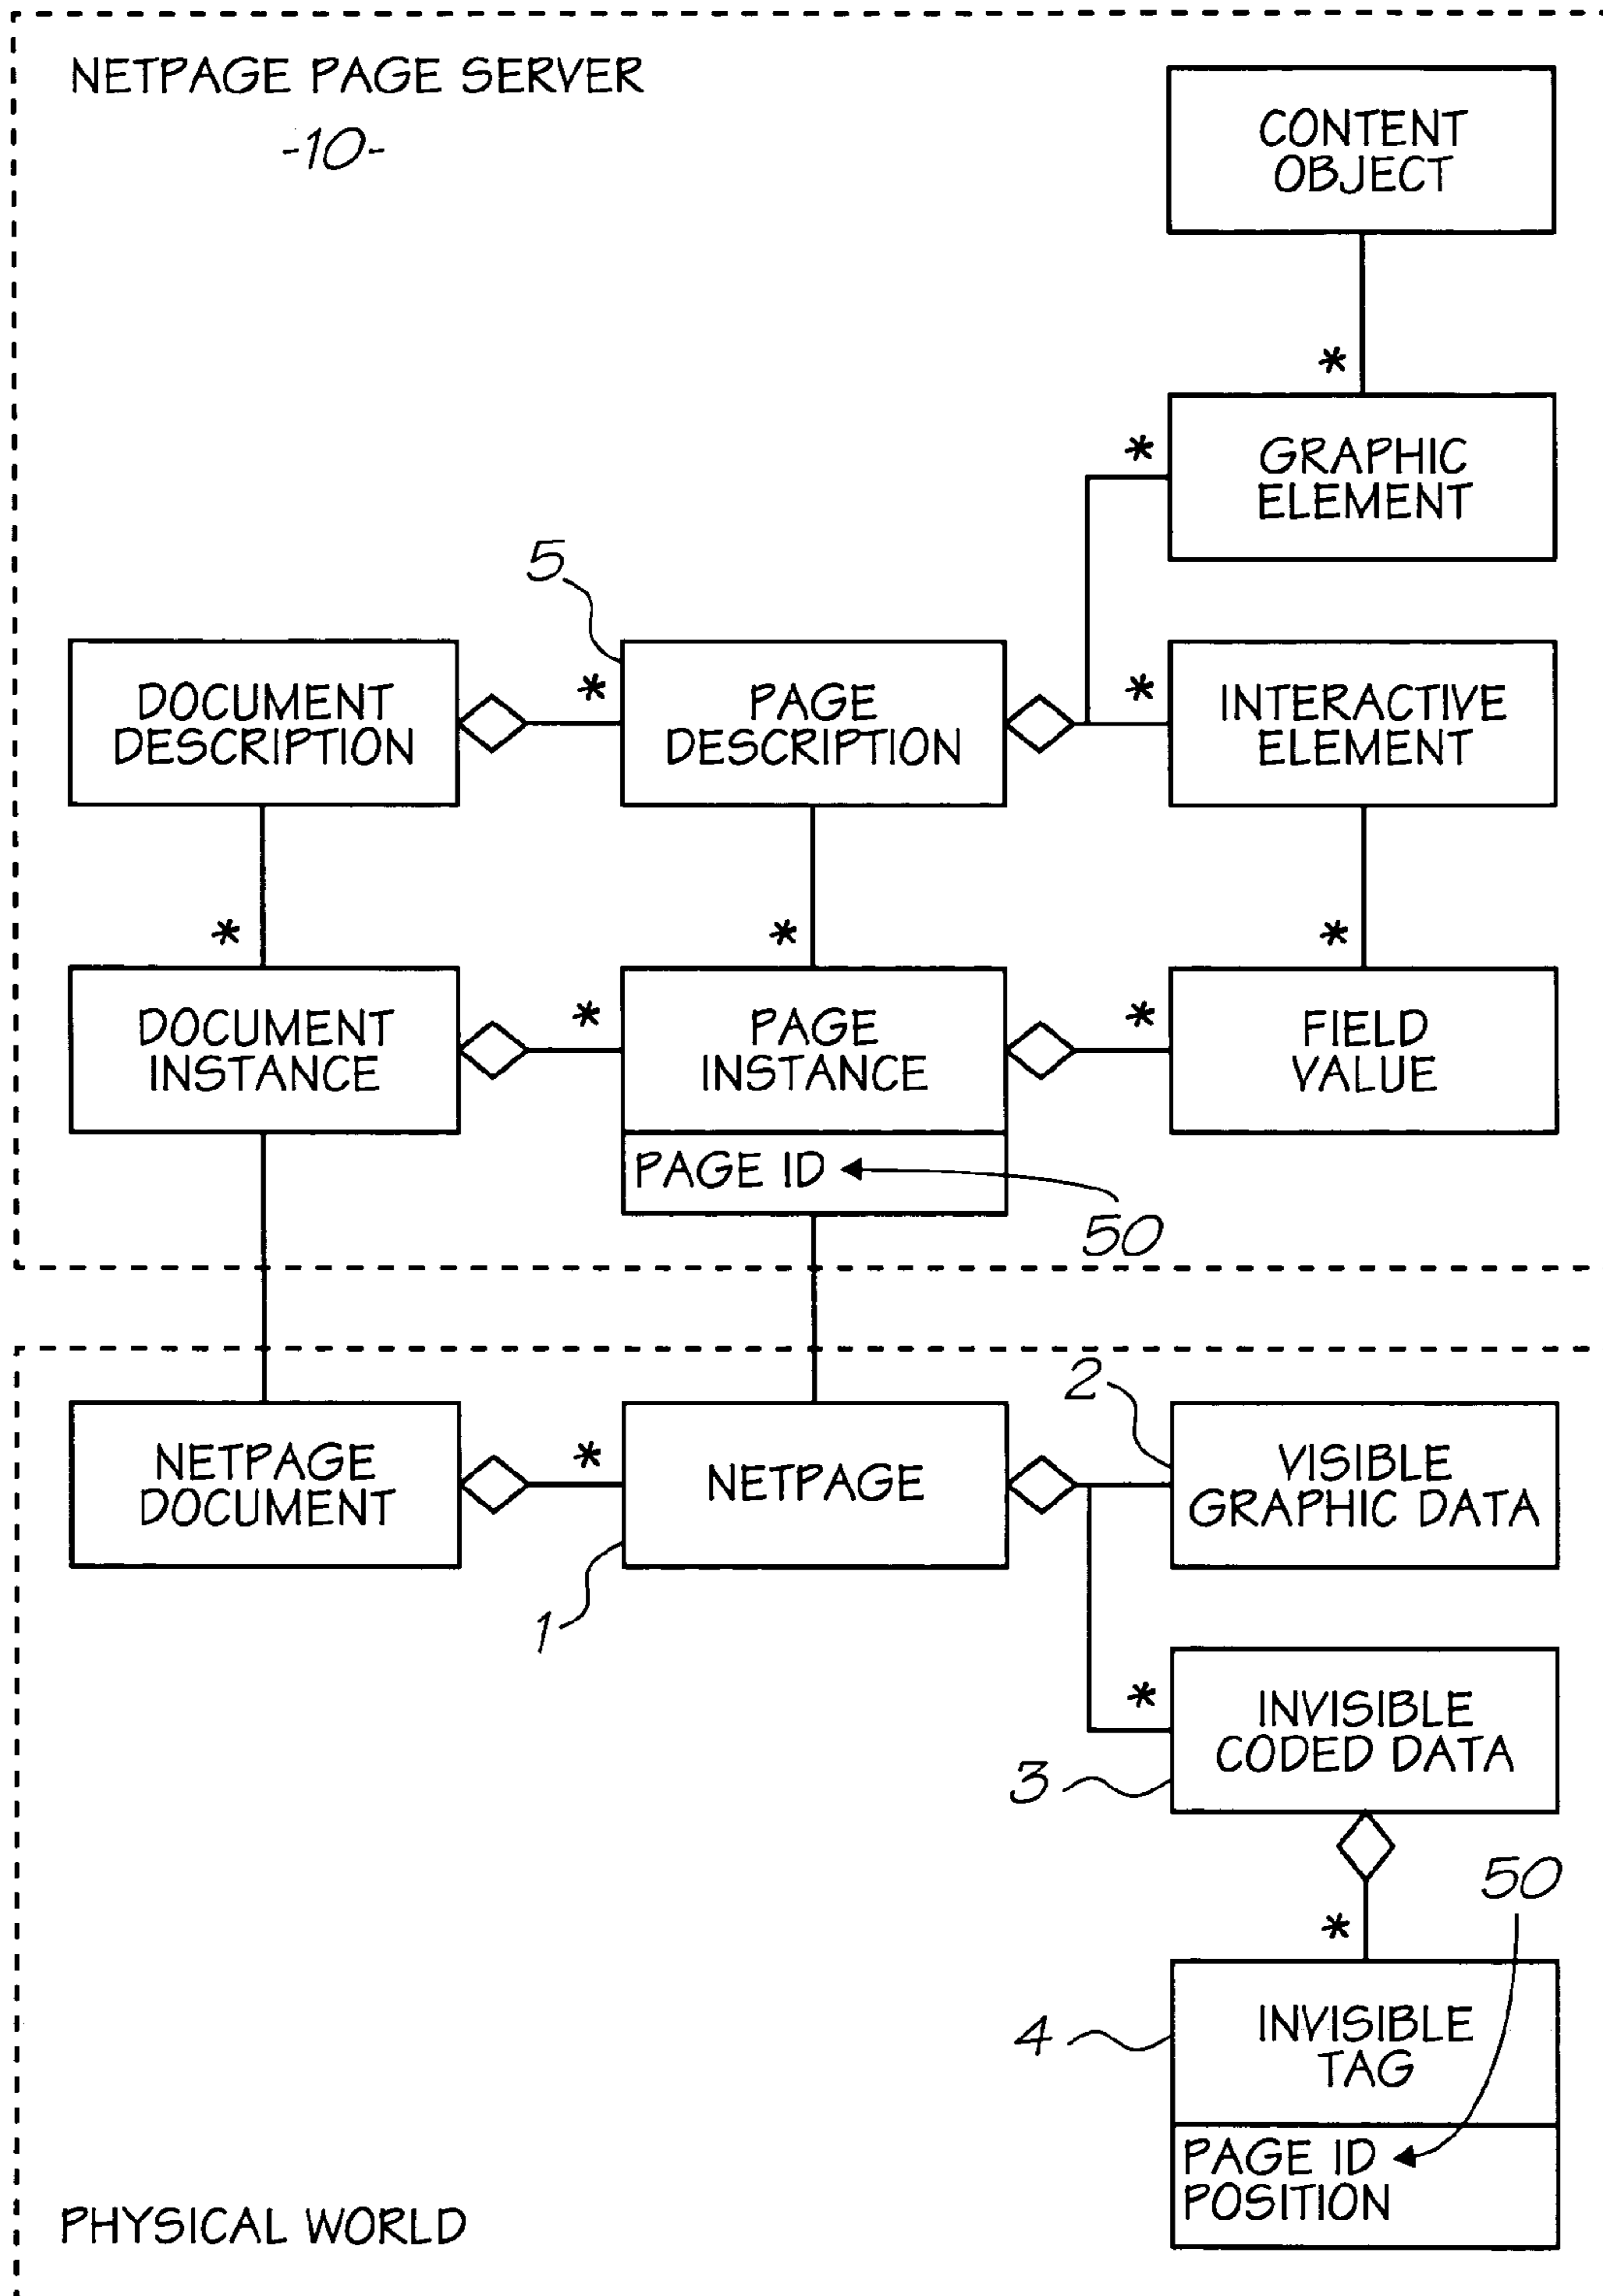 NETPAGE PAGE SERVER
-10-
CONTENT
OBJECT
*
*
GRAPHIC
ELEMENT
5
DOCUMENT
DESCRIPTION
*
PAGE
DESCRIPTION
*
INTERACTIVE
ELEMENT
*
*
*
DOCUMENT
INSTANCE
*
PAGE
INSTANCE
*
FIELD
VALUE
PAGE ID
50
2
NETPAGE
DOCUMENT
*
NETPAGE
VISIBLE
GRAPHIC DATA
1
*
INVISIBLE
CODED DATA
3
50
*
4
INVISIBLE
TAG
PAGE ID
POSITION
PHYSICAL WORLD